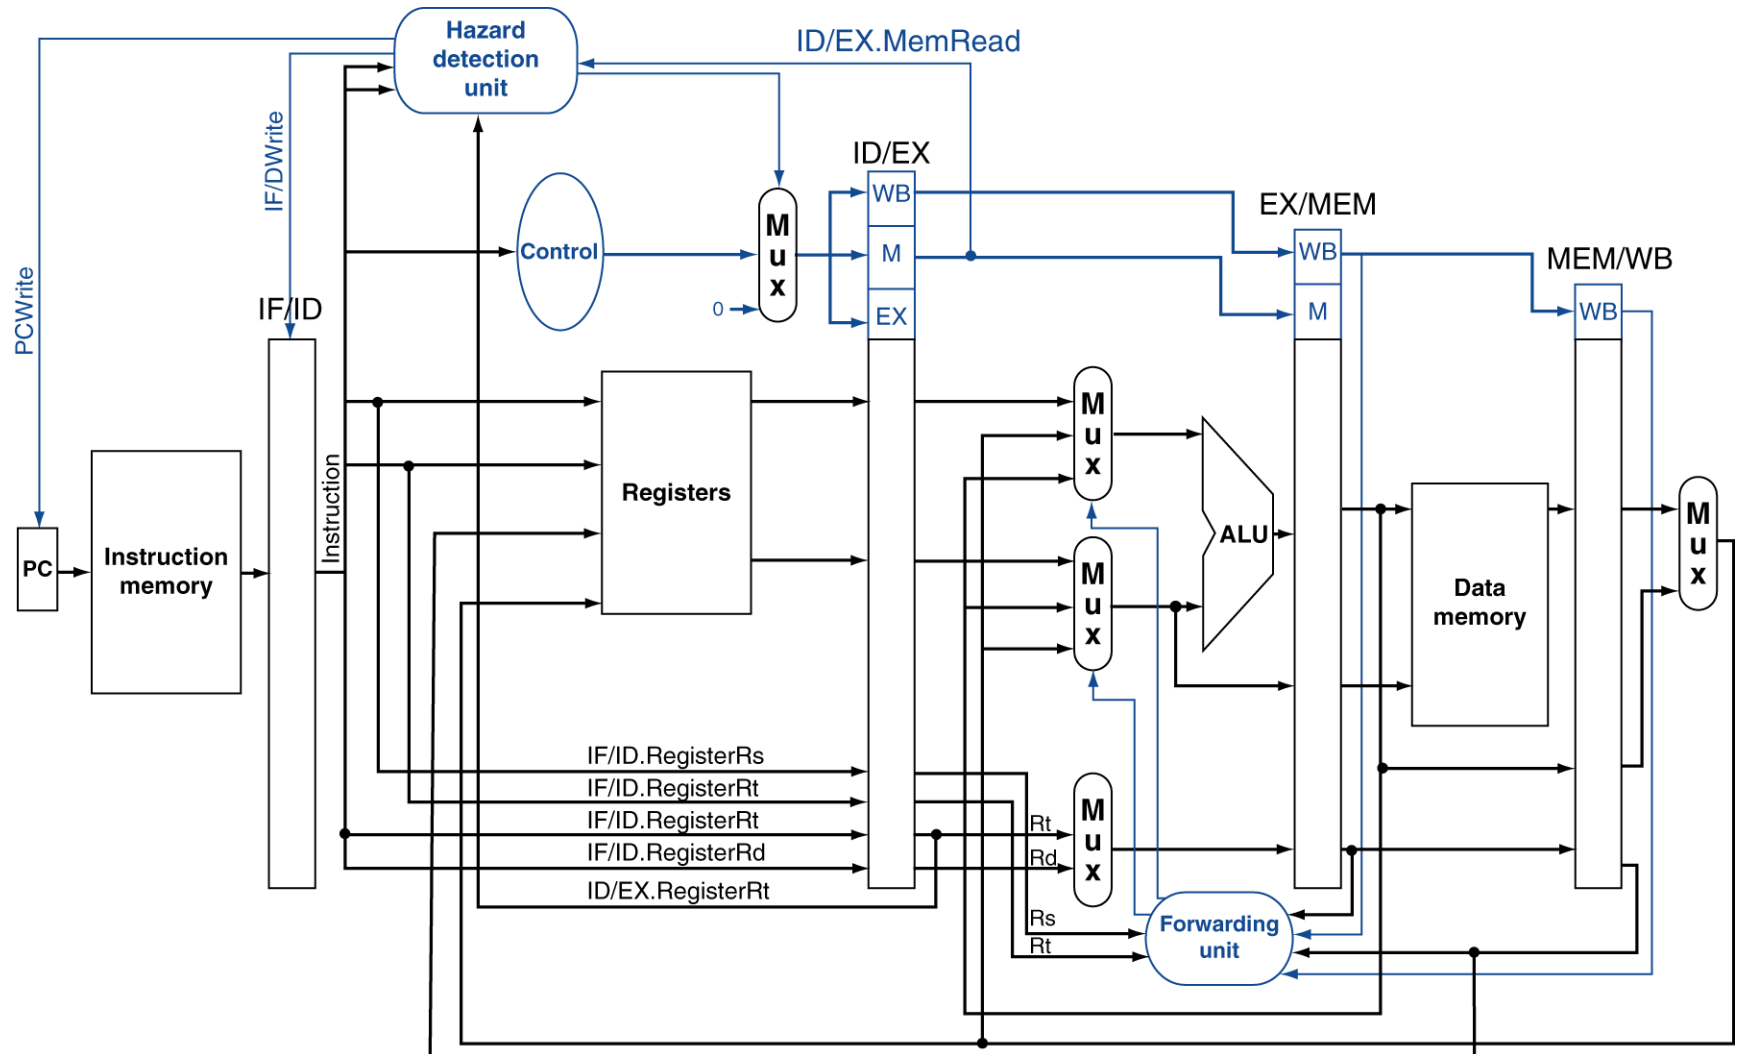 Hazard
detection
unit
ID/EX.MemRead
IF/DWrite
PCWrite
ID/EX
WB
M
EX
Control
M
u
x
0
EX/MEM
WB
M
MEM/WB
WB
IF/ID
Instruction
PC
Instruction
memory
Registers
M
u
x
M
u
x
ALU
Data
memory
M
u
x
IF/ID.RegisterRs
IF/ID.RegisterRt
IF/ID.RegisterRt
IF/ID.RegisterRd
ID/EX.RegisterRt
Rt
Rd
M
u
x
Rs
Rt
Forwarding
unit